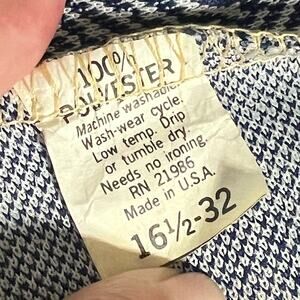 100%
POLYESTER
Machine washable.
Wash-wear cycle.
Low temp. Drip
or tumble dry.
Needs no ironing.
RN 21986
Made in U.S.A.
16½-32